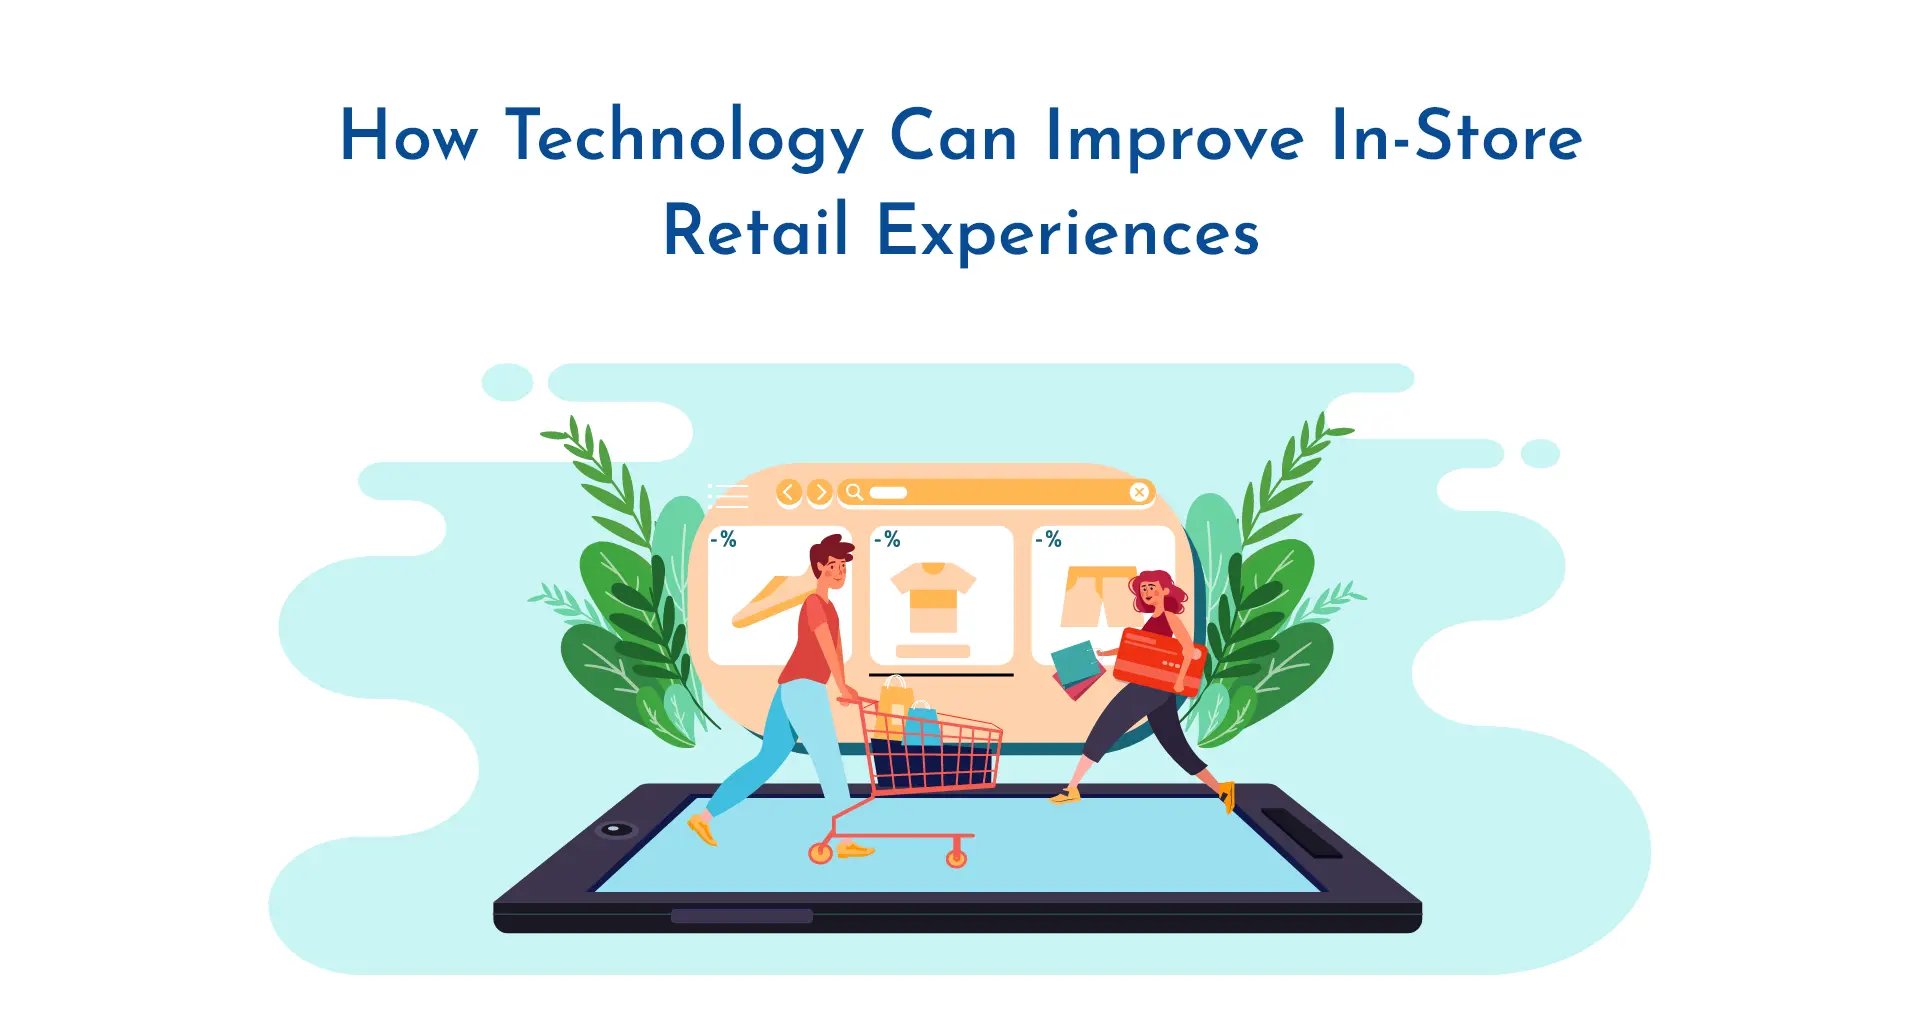 How Technology Can Improve In-Store
Retail Experiences
-% -% -%